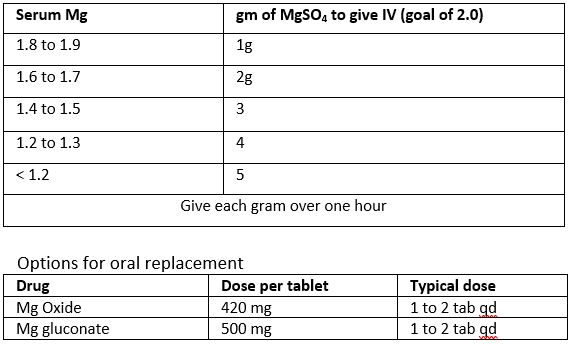 Serum Mg gm of MgSO₄ to give IV (goal of 2.0)
1.8 to 1.9 1g
1.6 to 1.7 2g
1.4 to 1.5 3
1.2 to 1.3 4
< 1.2 5
Give each gram over one hour
Options for oral replacement
Drug Dose per tablet Typical dose
Mg Oxide 420 mg 1 to 2 tab qd
Mg gluconate 500 mg 1 to 2 tab qd